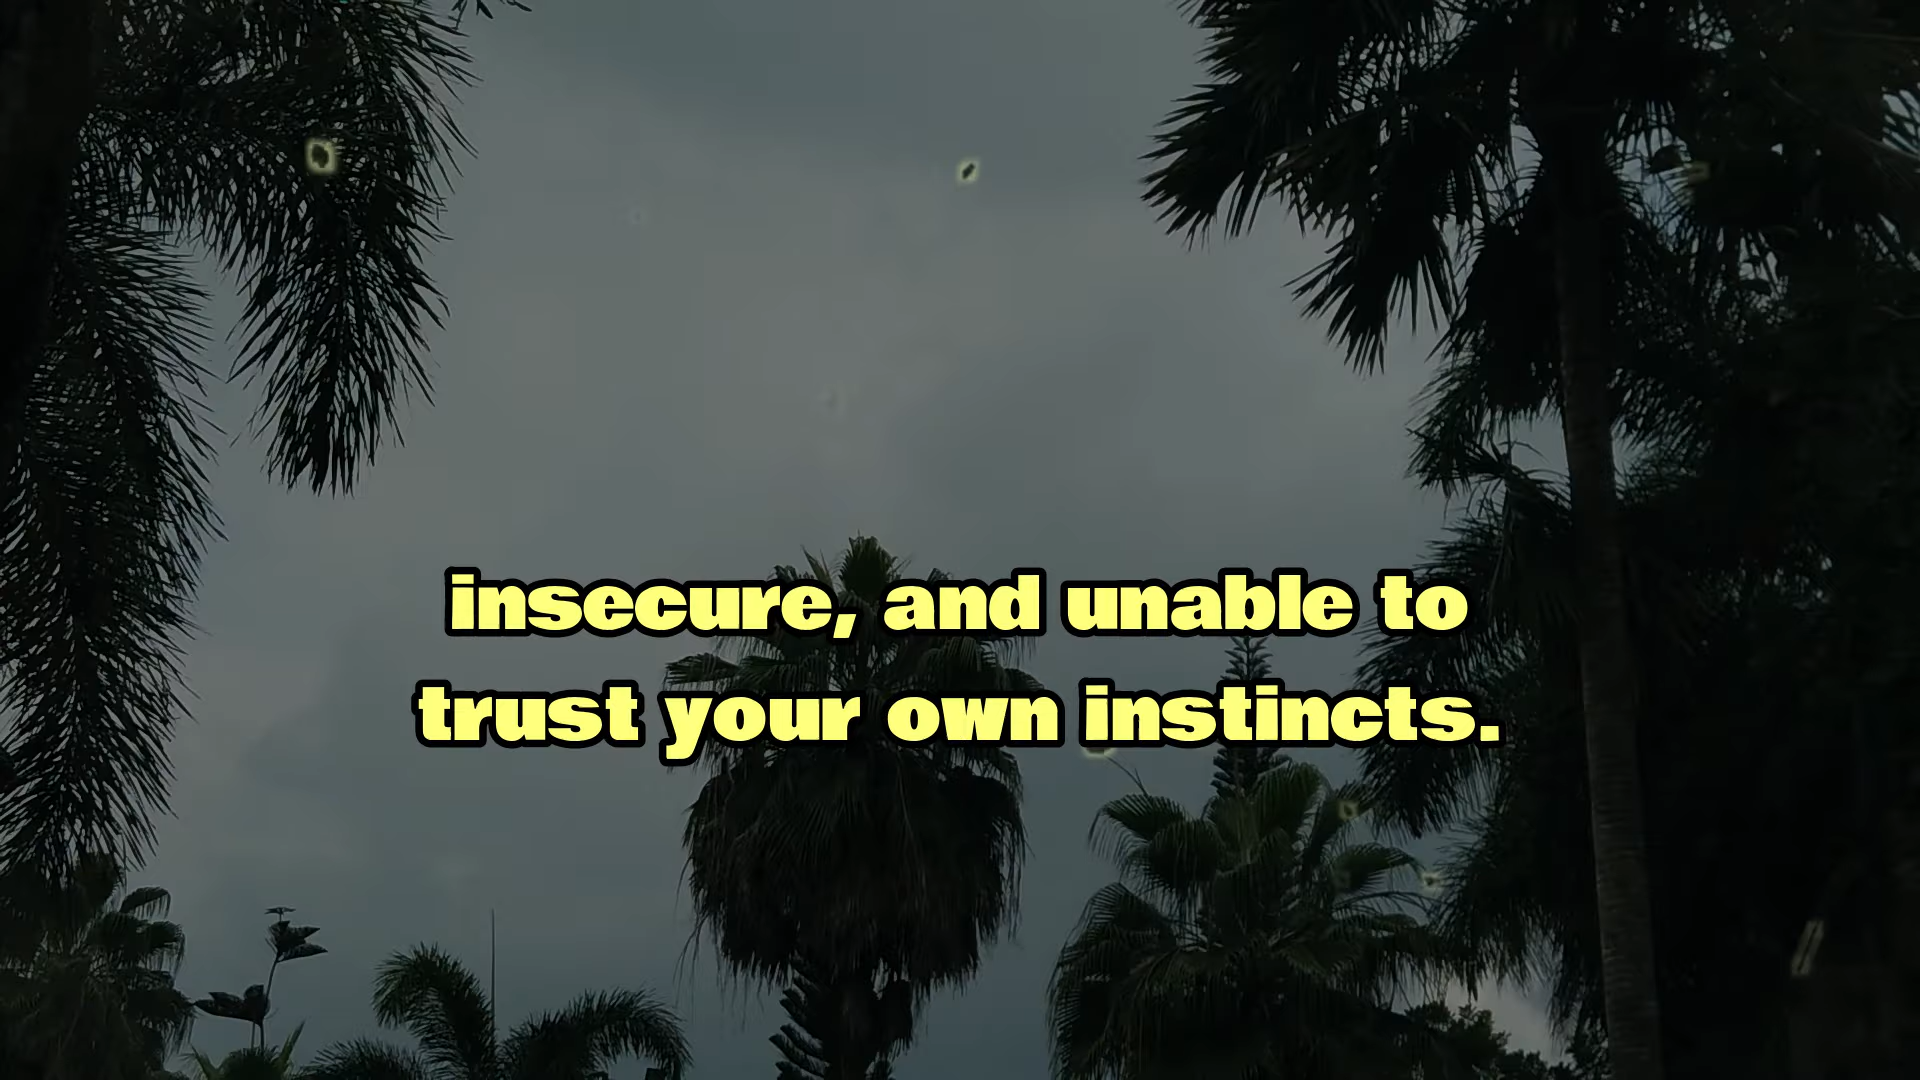 insecure, and unable to
trust your own instincts.